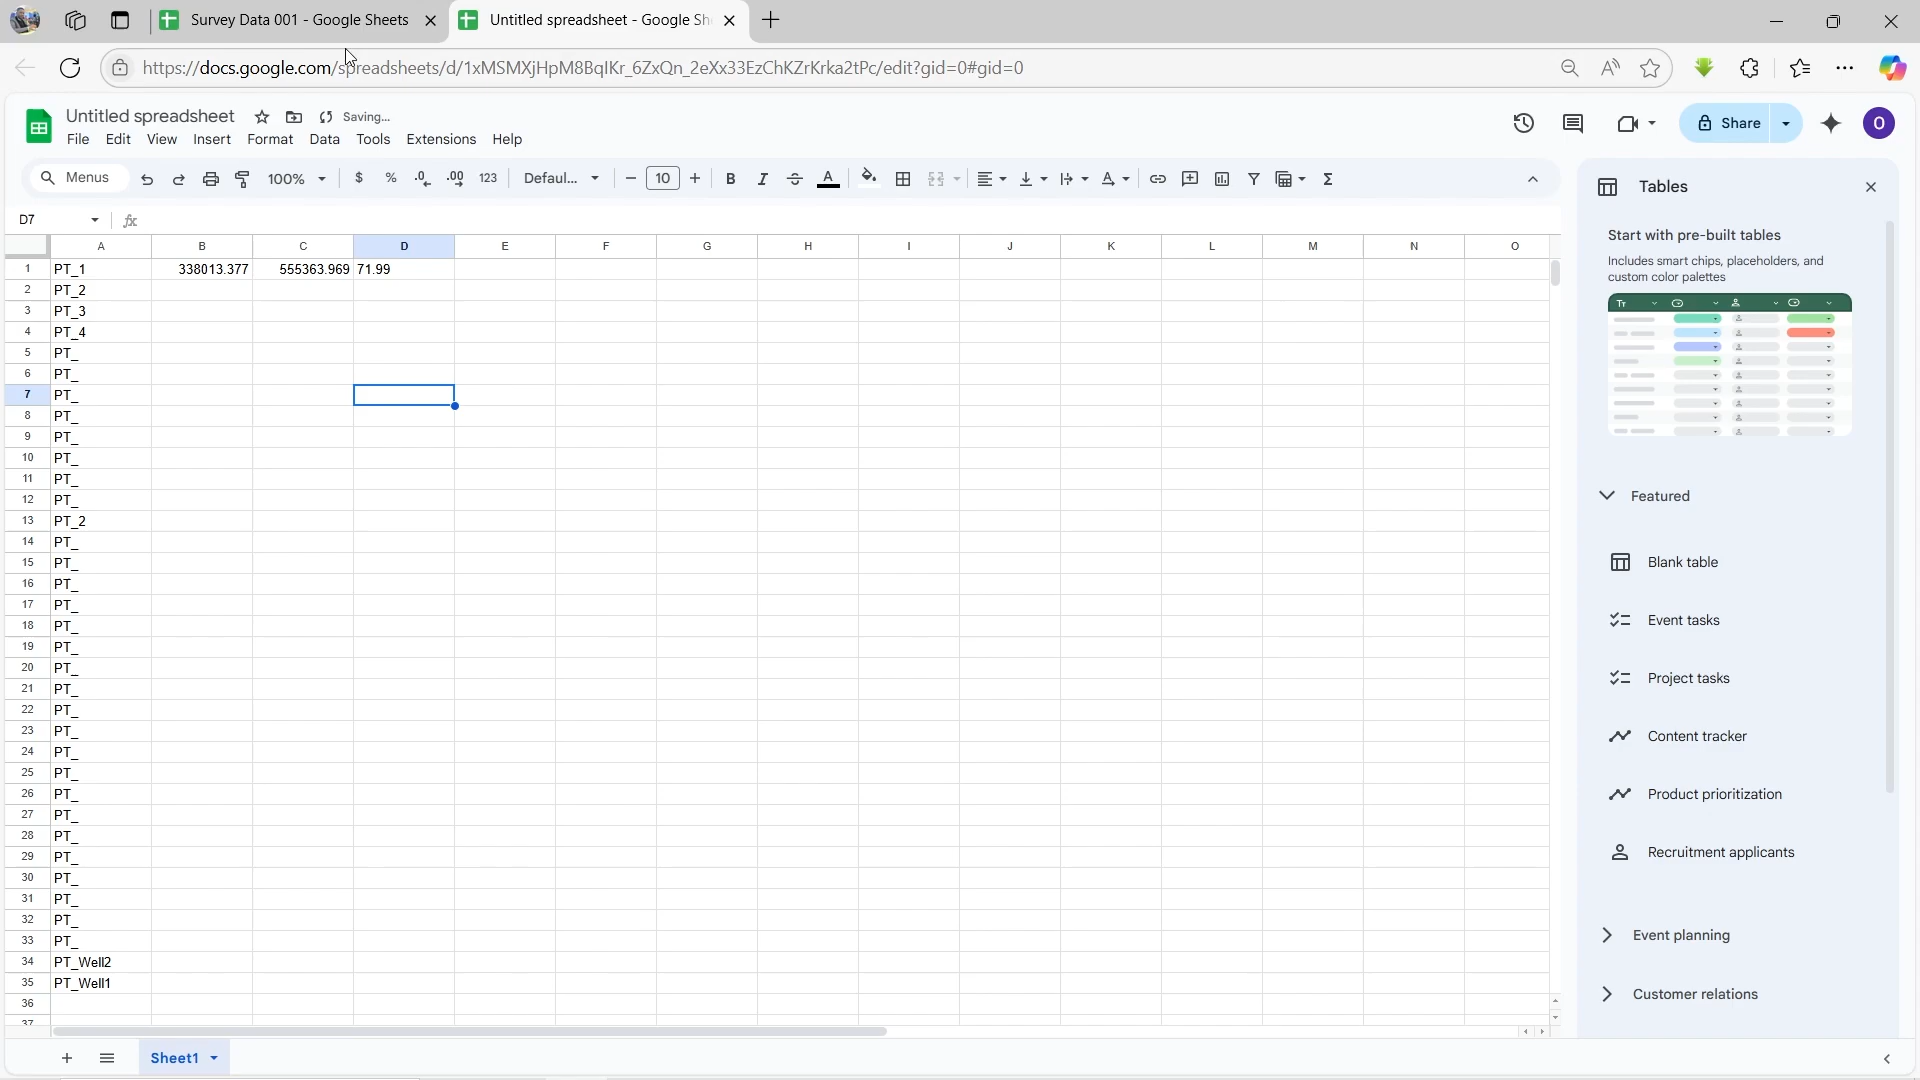 Survey Data 001 - Google Sheets
Untitled spreadsheet - Google Sh
https://docs.google.com/spreadsheets/d/1xMSMXjHpM8BqlKr_6ZxQn_2eXx33EzChKZrKrka2tPc/edit?gid=0#gid=0
Untitled spreadsheet Saving...
File Edit View Insert Format Data Tools Extensions Help
Share O
Menus 100% $ % .0 .00 123 Defaul... 10 B I S A
Tables
D7 fx
Start with pre-built tables
Includes smart chips, placeholders, and
custom color palettes
A B C D E F G H I J K L M N O
1 PT_1 338013.377 555363.969 71.99
2 PT_2
3 PT_3
4 PT_4
5 PT_
6 PT_
7 PT_
8 PT_
9 PT_
10 PT_
11 PT_
12 PT_
13 PT_2
14 PT_
15 PT_
16 PT_
17 PT_
18 PT_
19 PT_
20 PT_
21 PT_
22 PT_
23 PT_
24 PT_
25 PT_
26 PT_
27 PT_
28 PT_
29 PT_
30 PT_
31 PT_
32 PT_
33 PT_
34 PT_Well2
35 PT_Well1
36
37
Tr
Featured
Blank table
Event tasks
Project tasks
Content tracker
Product prioritization
Recruitment applicants
Event planning
Customer relations
Sheet1